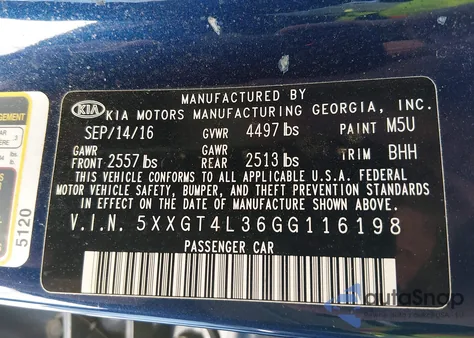 MANUFACTURED BY
KIA KIA MOTORS MANUFACTURING GEORGIA, INC.
SEP/14/16 GVWR 4497 lbs PAINT M5U
GAWR GAWR
FRONT 2557 lbs REAR 2513 lbs TRIM BHH
THIS VEHICLE CONFORMS TO ALL APPLICABLE U.S.A. FEDERAL
MOTOR VEHICLE SAFETY, BUMPER, AND THEFT PREVENTION STANDARDS
IN EFFECT ON THE DATE OF MANUFACTURE SHOWN ABOVE.
V.I.N. 5XXGT4L36GG116198
PASSENGER CAR
5120
AutaSnap